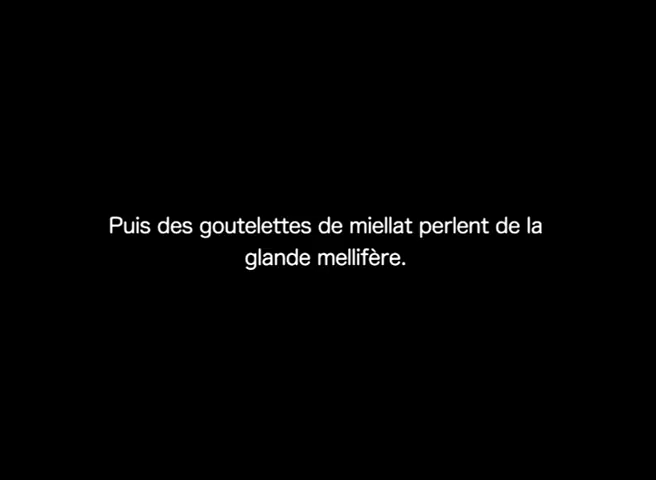 Puis des goutelettes de miellat perlent de la
glande mellifère.